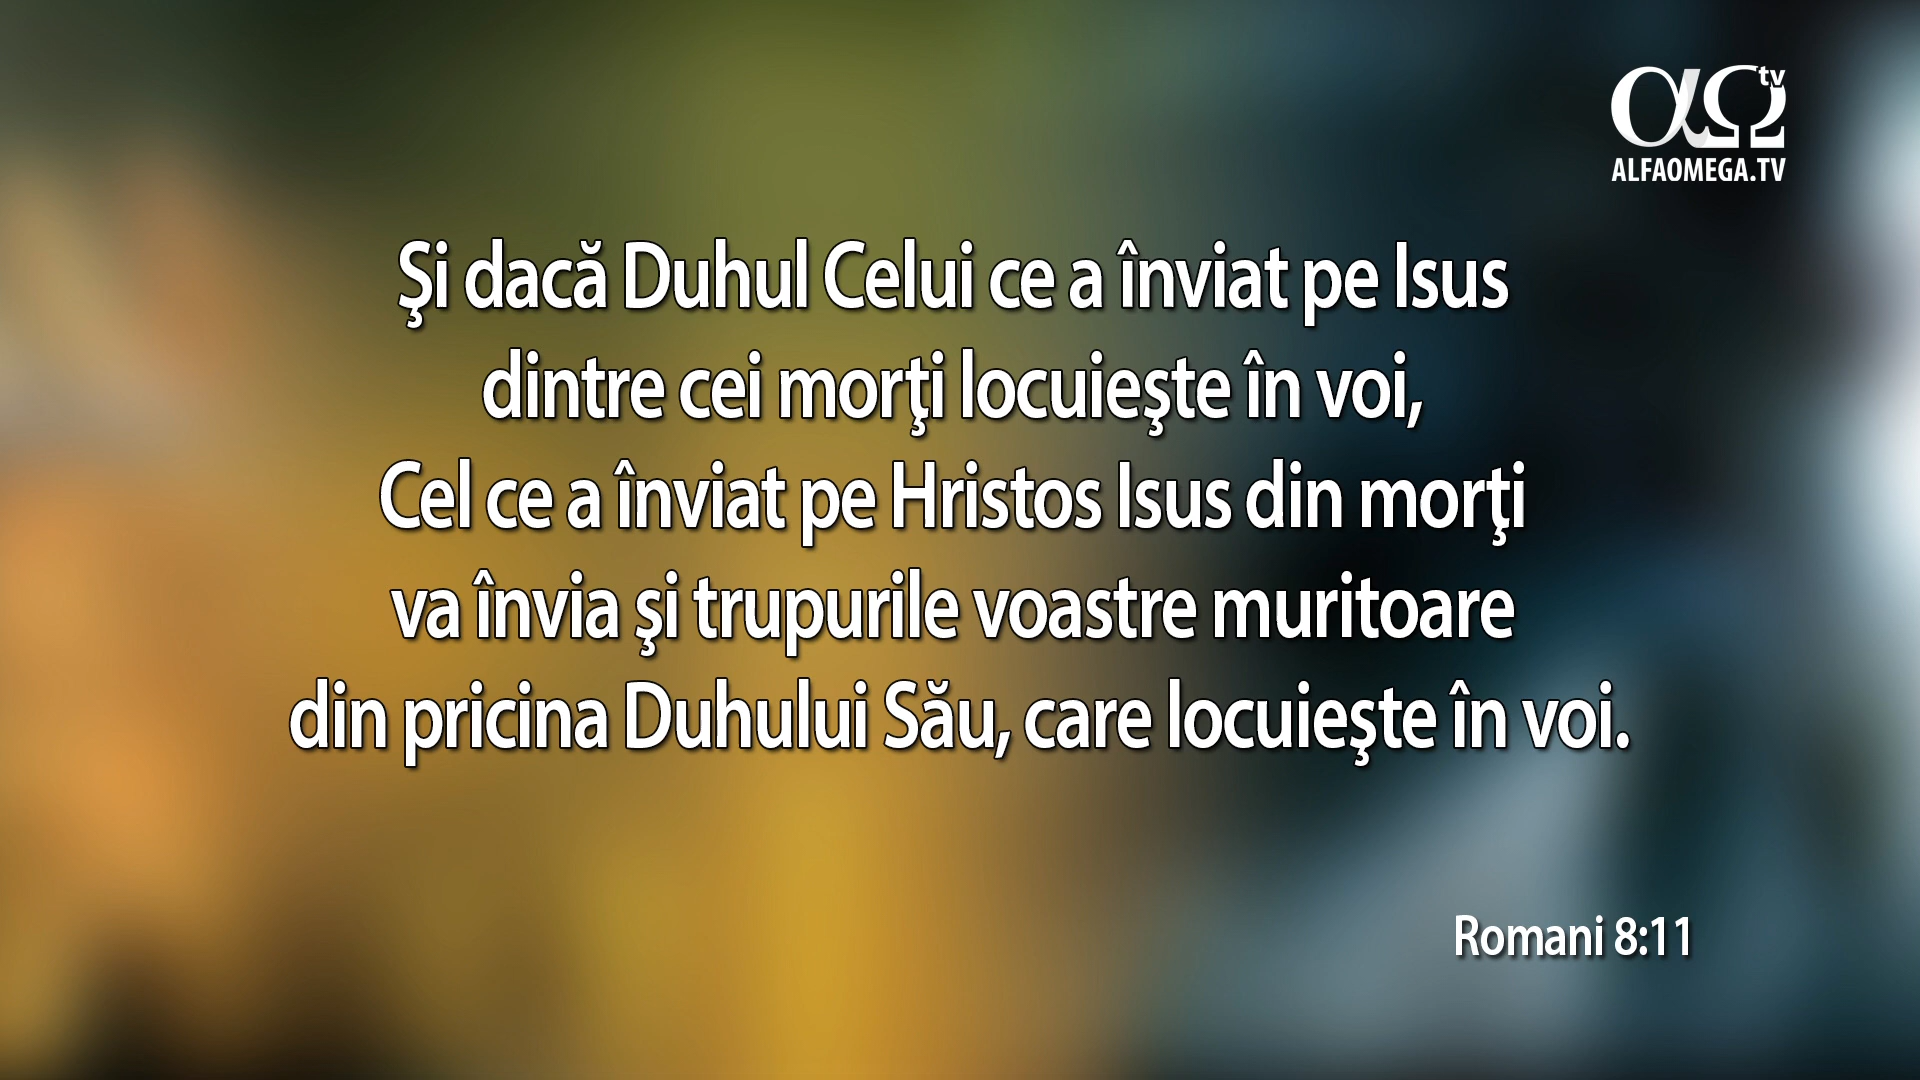 αΩ tv
ALFAOMEGA.TV
Şi dacă Duhul Celui ce a înviat pe Isus
dintre cei morţi locuieşte în voi,
Cel ce a înviat pe Hristos Isus din morţi
va învia şi trupurile voastre muritoare
din pricina Duhului Său, care locuieşte în voi.
Romani 8:11